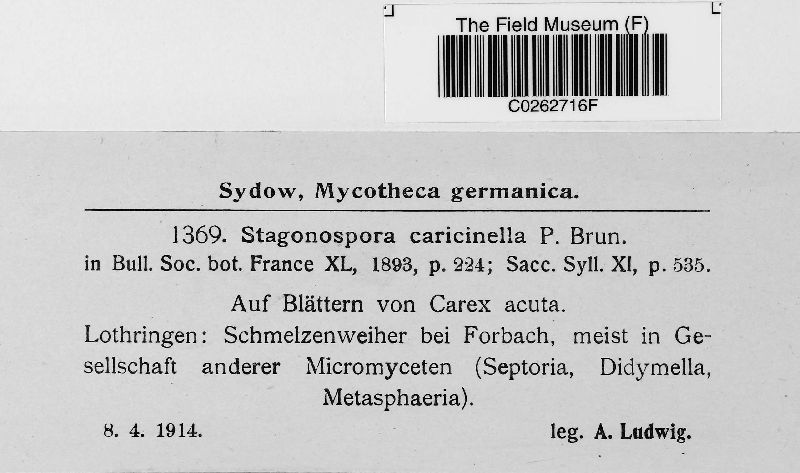 The Field Museum (F)
C0262716F
Sydow, Mycotheca germanica.
1369. Stagonospora caricinella P. Brun.
in Bull. Soc. bot. France XL, 1893, p. 224; Sacc. Syll. XI, p. 535.
Auf Blättern von Carex acuta.
Lothringen: Schmelzenweiher bei Forbach, meist in Ge-
sellschaft anderer Micromyceten (Septoria, Didymella,
Metasphaeria).
8. 4. 1914. leg. A. Ludwig.